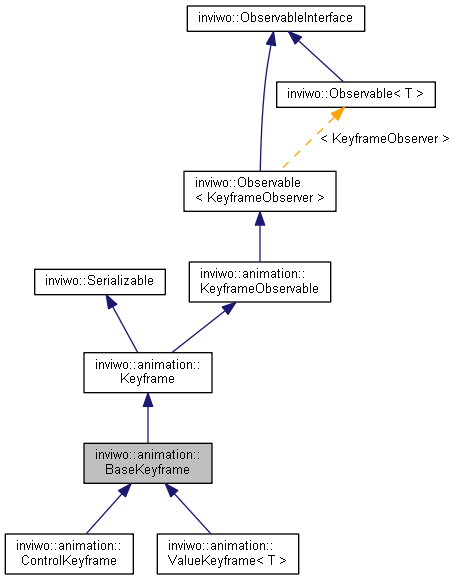 inviwo::ObservableInterface
inviwo::Observable< T >
< KeyframeObserver >
inviwo::Observable
< KeyframeObserver >
inviwo::animation::
KeyframeObservable
inviwo::Serializable
inviwo::animation::
Keyframe
inviwo::animation::
BaseKeyframe
inviwo::animation::
ControlKeyframe
inviwo::animation::
ValueKeyframe< T >